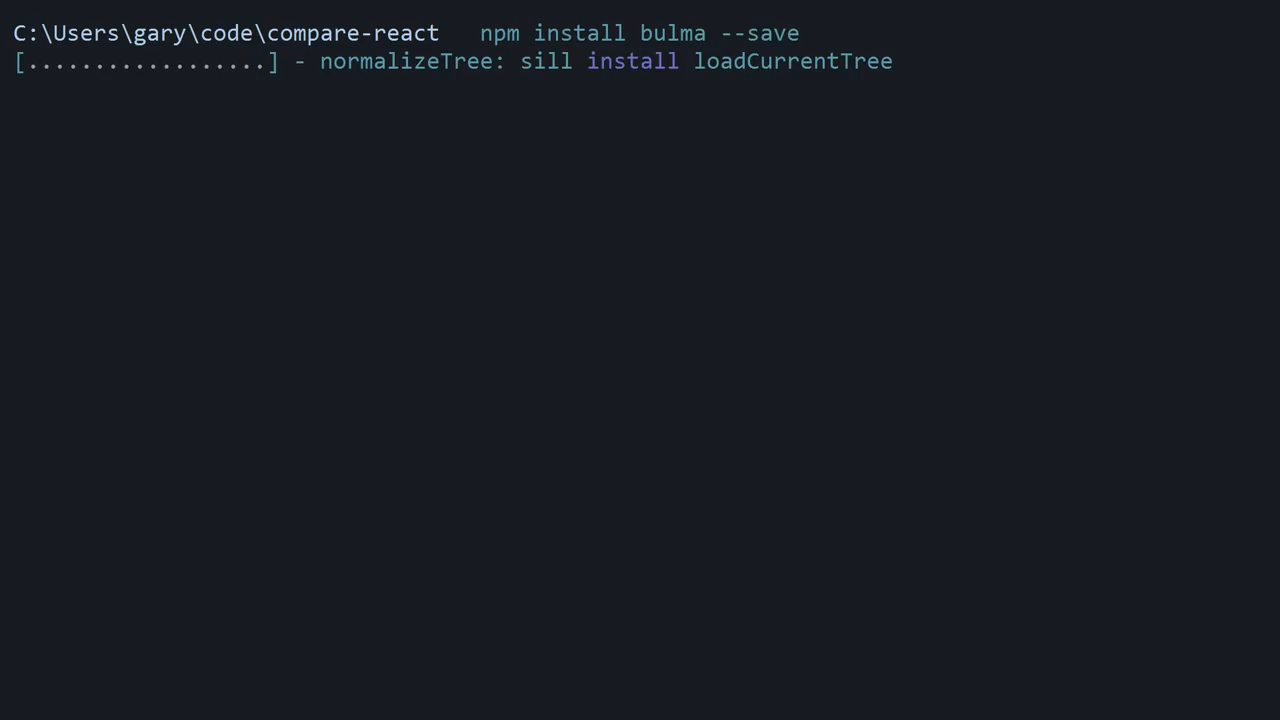 C:\Users\gary\code\compare-react npm install bulma --save
[..................] - normalizeTree: sill install loadCurrentTree